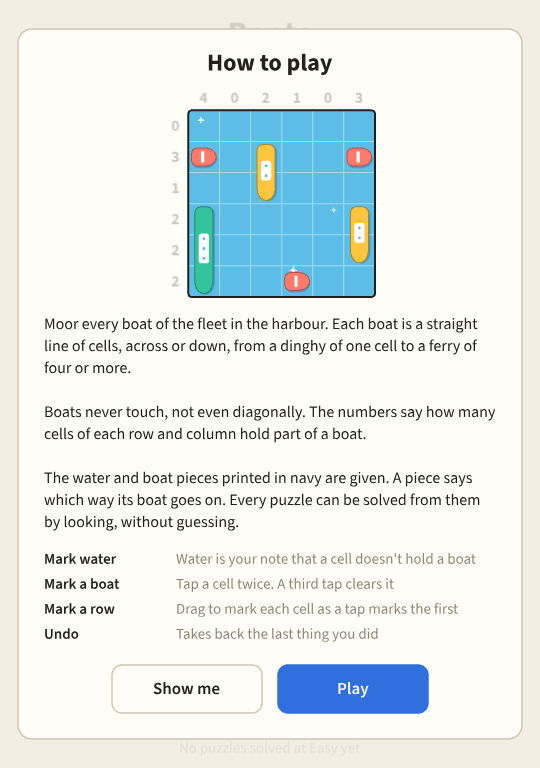 Boats
How to play
4 0 2 1 0 3
0
3
1
2
2
2
Moor every boat of the fleet in the harbour. Each boat is a straight
line of cells, across or down, from a dinghy of one cell to a ferry of
four or more.
Boats never touch, not even diagonally. The numbers say how many
cells of each row and column hold part of a boat.
The water and boat pieces printed in navy are given. A piece says
which way its boat goes on. Every puzzle can be solved from them
by looking, without guessing.
Mark water Water is your note that a cell doesn't hold a boat
Mark a boat Tap a cell twice. A third tap clears it
Mark a row Drag to mark each cell as a tap marks the first
Undo Takes back the last thing you did
Show me Play
No puzzles solved at Easy yet